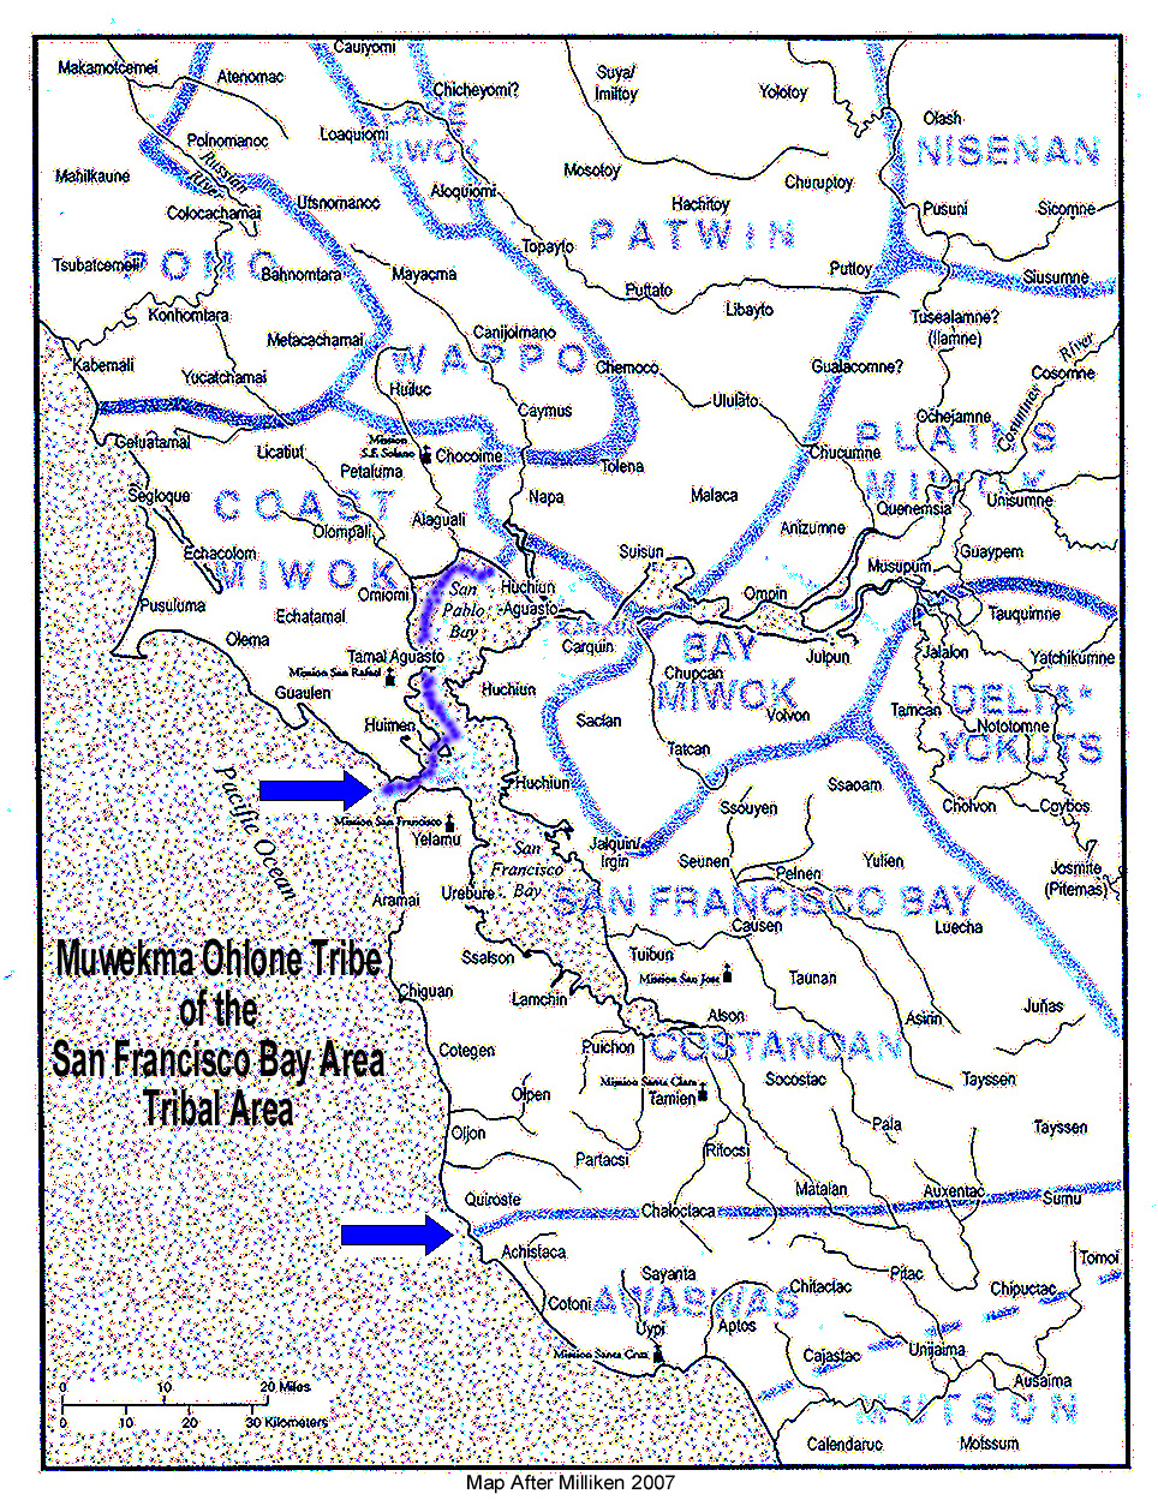 Cauiyomi
Makamotcemei
Atenomac
Suya/
Imiltoy
Chicheyomi?
Yolotoy
LAKE
MIWOK
Olash
Loaquiomi
Polnomanoc
NISENAN
Russian
River
Mahilkaune
Mosotoy
Churuptoy
Aloquiomi
Utsnomanoc
Hachitoy
Colocachamai
Pusuni
Sicomne
PATWIN
Topayto
Tsubatcemeli
POMO
Bahnomtara
Mayacma
Puttoy
Siusumne
Puttato
Libayto
Konhomtara
Tusealamne?
(Ilamne)
Metacachamai
Canijolmano
WAPPO
River
Kabemali
Chemoco
Gualacomne?
Cosomne
Yucatchamai
Huiluc
Ululato
Cosumnes
Caymus
Ochejamne
PLAINS
MIWOK
Geluatamal
Licatiut
Mission
S.F. Solano
Chocoime
Petaluma
Tolena
Chucumne
Segloque
Napa
Malaca
Unisumne
COAST
MIWOK
Alaguali
Quenemsia
Olompali
Anizumne
Echacolom
Suisun
Guaypem
Musupum
Omiomi
San
Pablo
Bay
Huchiun
-Aguasto
Ompin
Pusuluma
Echatamal
Tauquimne
Olema
KARKIN
Carquin
BAY
MIWOK
Julpun
Jalalon
Yatchikumne
Tamal Aguasto
Mission San Rafael
Chupcan
Guaulen
Huchiun
DELTA
YOKUTS
Saclan
Volvon
Tamcan
Nototomne
Huimen
Tatcan
Pacific Ocean
Huchiun
Ssaoam
Ssouyen
Cholvon
Coybos
Mission San Francisco
Yelamu
San
Francisco
Bay
Jalquin/
Irgin
Seunen
Pelnen
Yulien
Josmite
(Pitemas)
Aramai
Urebure
SAN FRANCISCO BAY
Causen
Luecha
Muwekma Ohlone Tribe
of the
San Francisco Bay Area
Tribal Area
Ssalson
Tuibun
Mission San Jose
Taunan
Chiguan
Lamchin
Juñas
Alson
Asirin
Cotegen
Puichon
COSTANOAN
Mission Santa Clara
Tamien
Socostac
Tayssen
Olpen
Oljon
Pala
Tayssen
Partacsi
Ritocsi
Quiroste
Matalan
Auxentac
Sumu
Chaloctaca
Achistaca
Tomoi
Sayanta
Pitac
Chitactac
Chipuctac
Cotoni
AWASWAS
Uypi
Aptos
Mission Santa Cruz
Cajastac
Unijaima
Ausaima
0 10 20 Miles
0 10 20 30 Kilometers
MUTSUN
Calendaruc
Motssum
Map After Milliken 2007